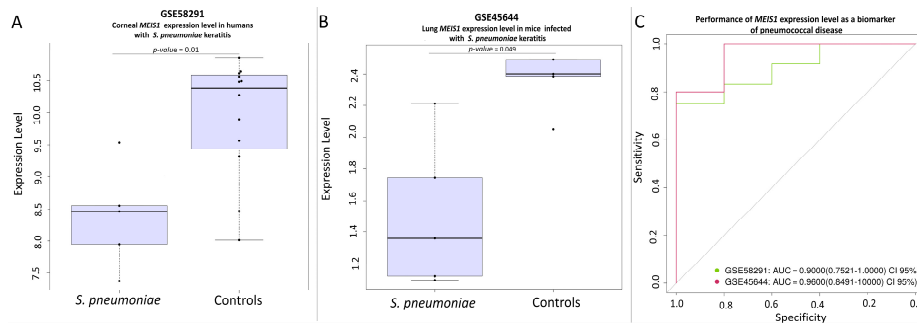 A
GSE58291
Corneal MEIS1 expression level in humans
with S. pneumoniae keratitis
p-value = 0.01
Expression Level
10.5
10.0
9.5
9.0
8.5
8.0
7.5
S. pneumoniae
Controls
B
GSE45644
Lung MEIS1 expression level in mice infected
with S. pneumoniae keratitis
p-value = 0.049
Expression Level
2.4
2.2
2.0
1.8
1.6
1.4
1.2
S. pneumoniae
Controls
C
Performance of MEIS1 expression level as a biomarker
of pneumococcal disease
Sensitivity
1.0
0.8
0.6
0.4
0.2
0.0
GSE58291: AUC = 0.9000(0.7521-1.0000) CI 95%
GSE45644: AUC = 0.9600(0.8491-10000) CI 95%)
1.0 0.8 0.6 0.4 0.2 0.0
Specificity